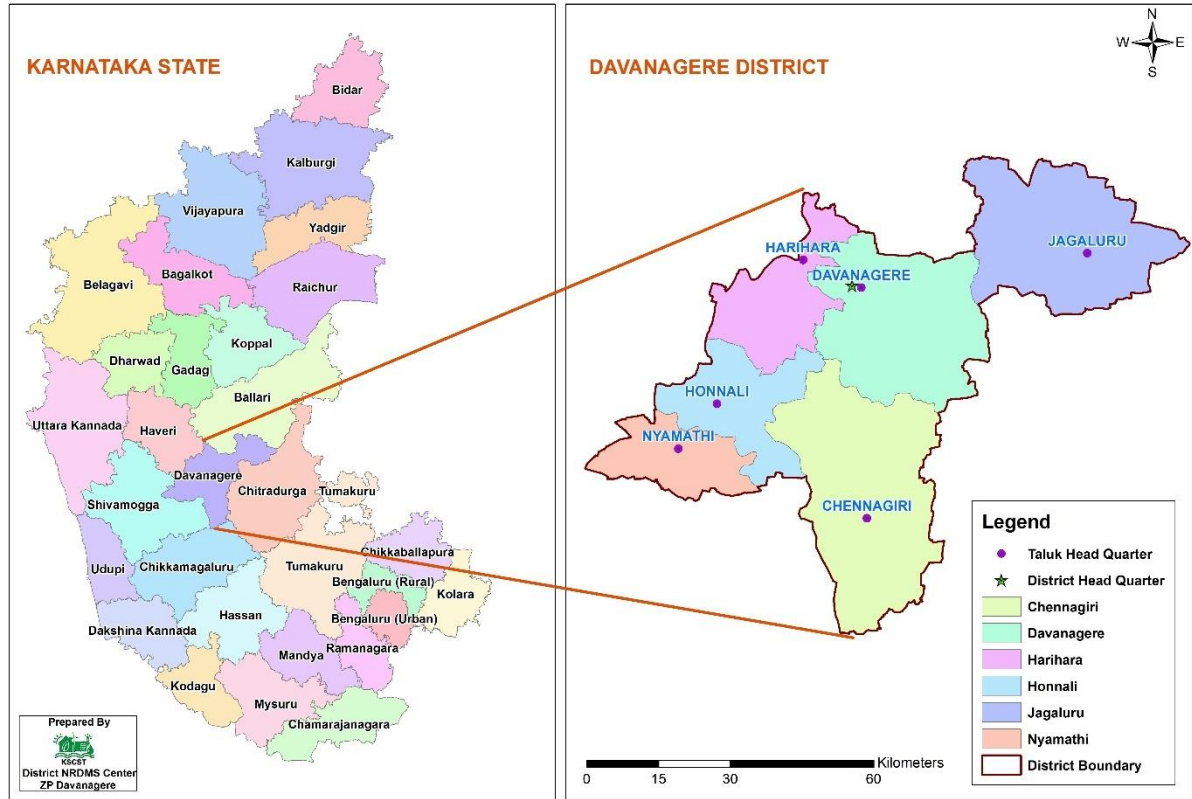 KARNATAKA STATE
Bidar
Kalburgi
Vijayapura
Yadgir
Bagalkot
Belagavi
Raichur
Koppal
Dharwad
Gadag
Ballari
Uttara Kannada
Haveri
Davanagere
Chitradurga
Tumakuru
Shivamogga
Chikkaballapura
Udupi
Chikkamagaluru
Tumakuru
Bengaluru (Rural)
Kolara
Hassan
Bengaluru (Urban)
Dakshina Kannada
Ramanagara
Mandya
Kodagu
Mysuru
Chamarajanagara
Prepared By
KSCST
District NRDMS Center
ZP Davanagere
DAVANAGERE DISTRICT
N
W E
S
HARIHARA
JAGALURU
DAVANAGERE
HONNALI
NYAMATHI
CHENNAGIRI
Legend
Taluk Head Quarter
District Head Quarter
Chennagiri
Davanagere
Harihara
Honnali
Jagaluru
Nyamathi
District Boundary
Kilometers
0 15 30 60